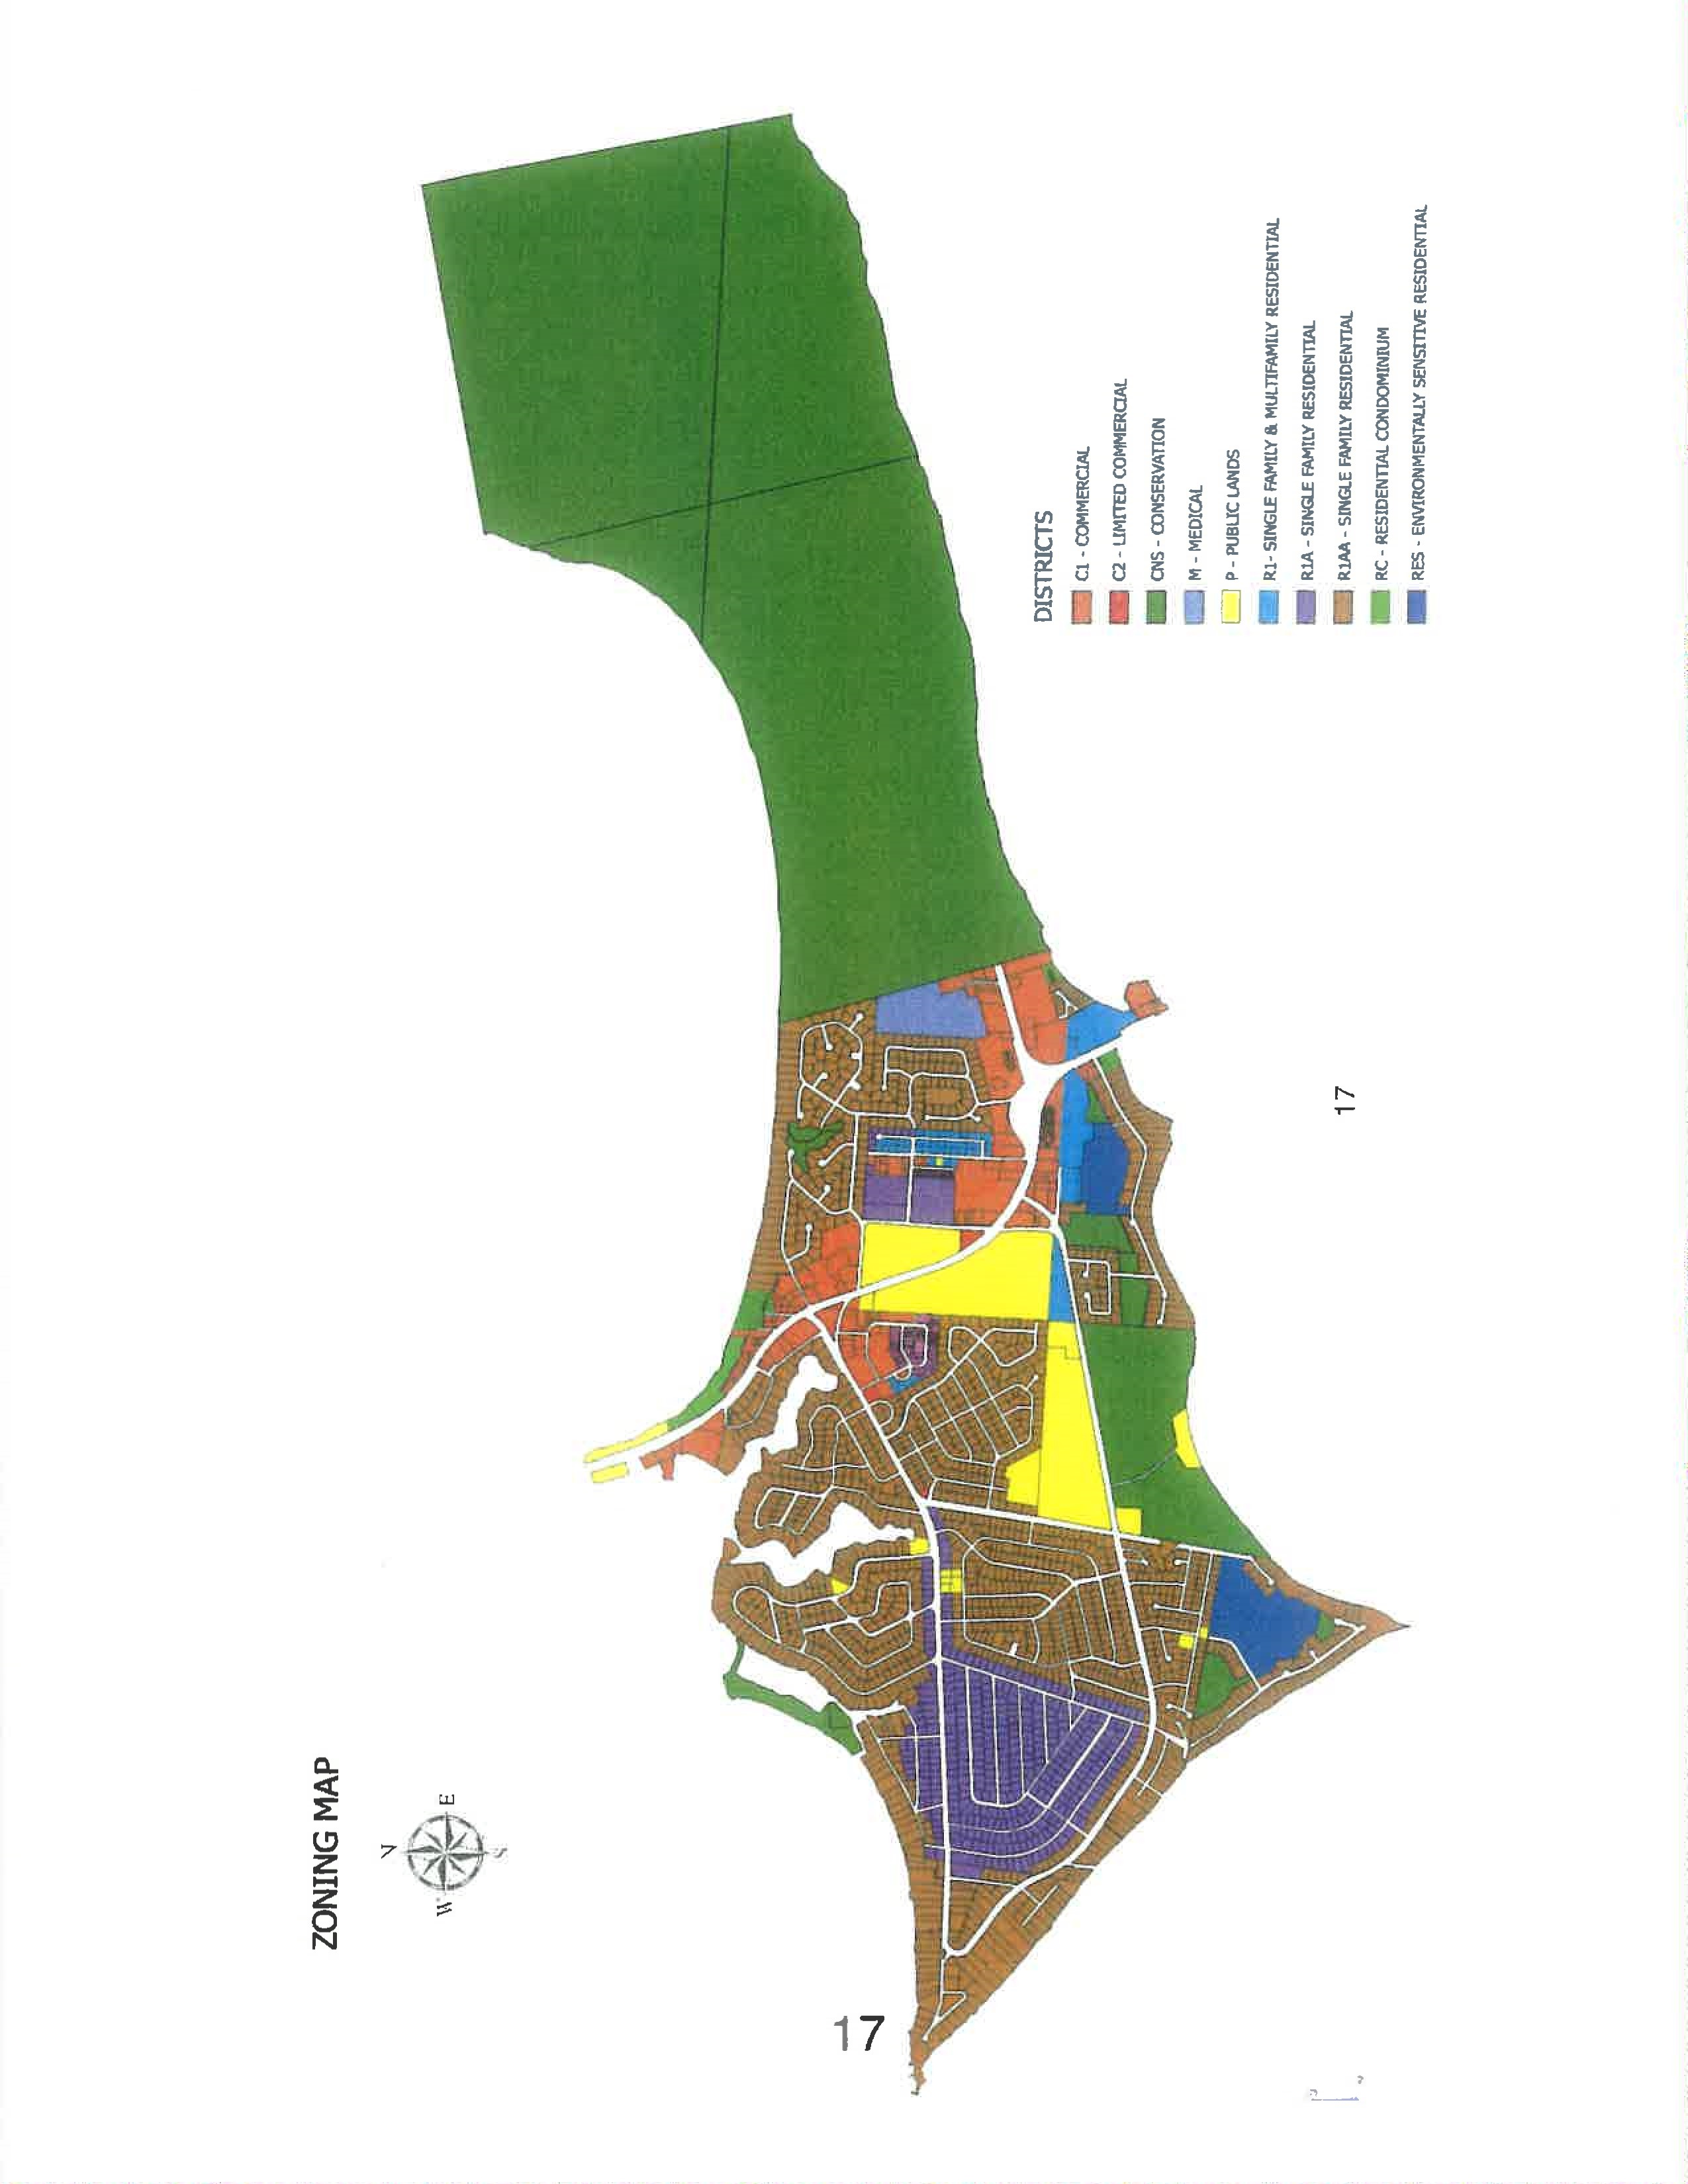 ZONING MAP
N
W
E
S
DISTRICTS
C1 - COMMERCIAL
C2 - LIMITED COMMERCIAL
CNS - CONSERVATION
M - MEDICAL
P - PUBLIC LANDS
R1- SINGLE FAMILY & MULTIFAMILY RESIDENTIAL
R1A - SINGLE FAMILY RESIDENTIAL
R1AA - SINGLE FAMILY RESIDENTIAL
RC - RESIDENTIAL CONDOMINIUM
RES - ENVIRONMENTALLY SENSITIVE RESIDENTIAL
17
17